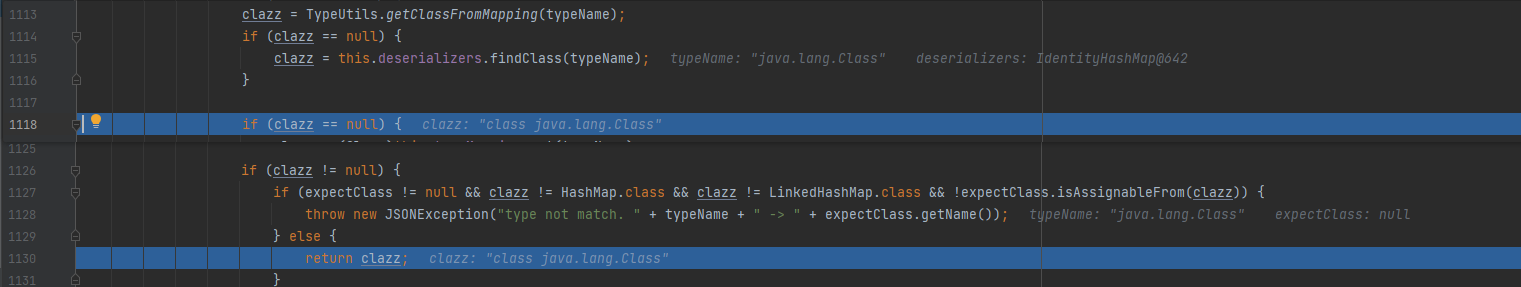 1113 clazz = TypeUtils.getClassFromMapping(typeName);
1114 if (clazz == null) {
1115 clazz = this.deserializers.findClass(typeName); typeName: "java.lang.Class" deserializers: IdentityHashMap@642
1116 }
1117
1118 if (clazz == null) { clazz: "class java.lang.Class"
1125
1126 if (clazz != null) {
1127 if (expectClass != null && clazz != HashMap.class && clazz != LinkedHashMap.class && !expectClass.isAssignableFrom(clazz)) {
1128 throw new JSONException("type not match. " + typeName + " -> " + expectClass.getName()); typeName: "java.lang.Class" expectClass: null
1129 } else {
1130 return clazz; clazz: "class java.lang.Class"
1131 }